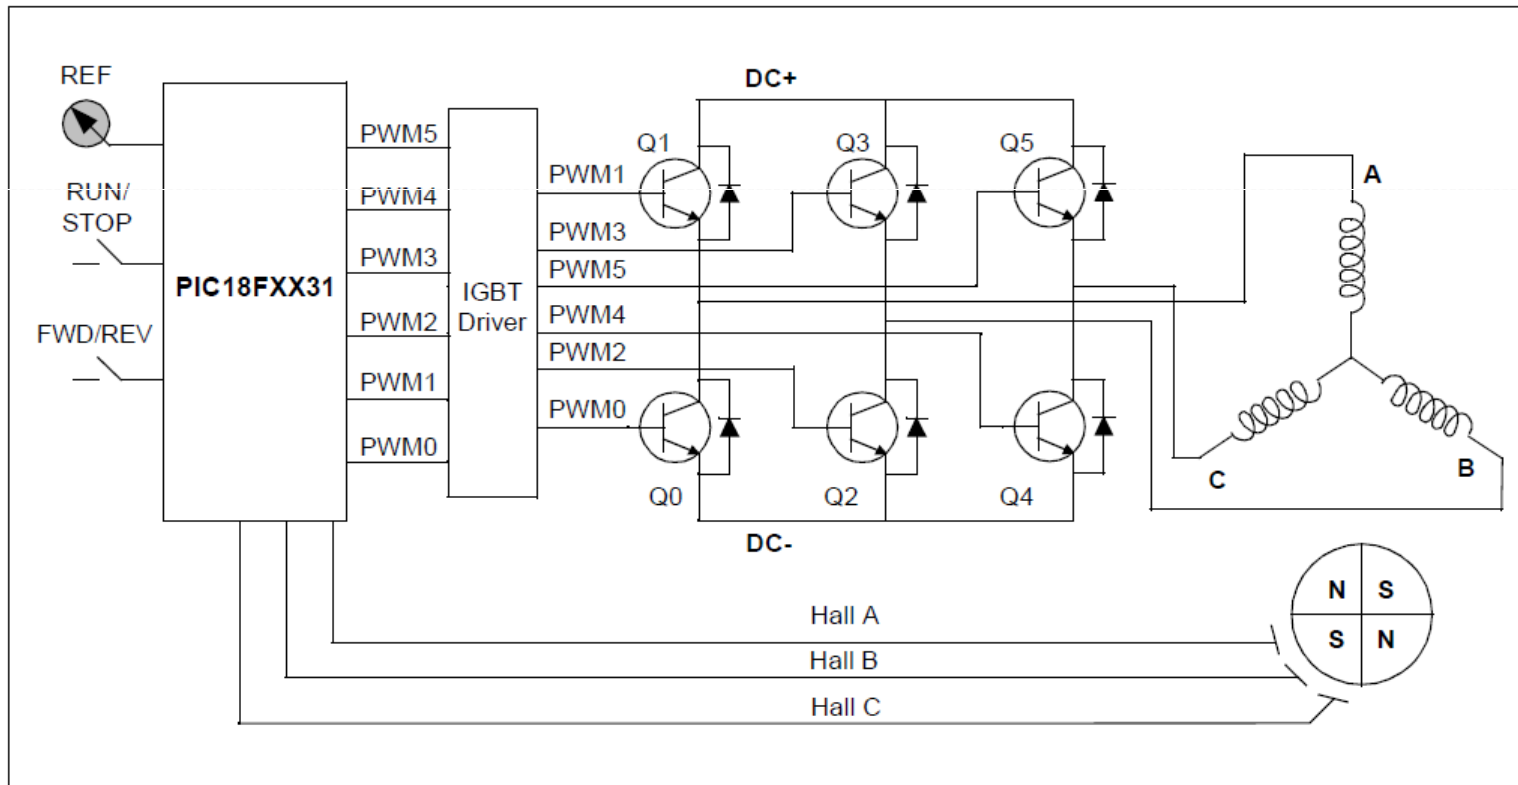 REF
RUN/
STOP
FWD/REV
PIC18FXX31
PWM5
PWM4
PWM3
PWM2
PWM1
PWM0
IGBT
Driver
PWM1
PWM3
PWM5
PWM4
PWM2
PWM0
DC+
Q1
Q3
Q5
Q0
Q2
Q4
DC-
A
C
B
Hall A
Hall B
Hall C
N S
S N